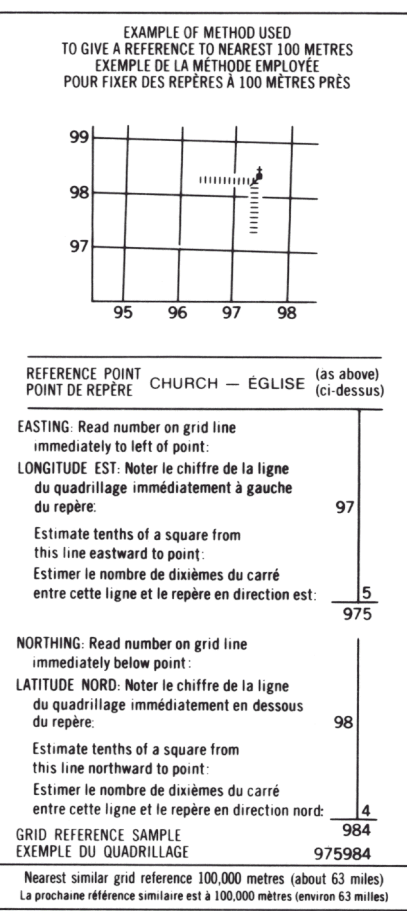 EXAMPLE OF METHOD USED
TO GIVE A REFERENCE TO NEAREST 100 METRES
EXEMPLE DE LA MÉTHODE EMPLOYÉE
POUR FIXER DES REPÈRES À 100 MÈTRES PRÈS
99
98
97
95 96 97 98
REFERENCE POINT
POINT DE REPÈRE
CHURCH — ÉGLISE
(as above)
(ci-dessus)
EASTING: Read number on grid line
immediately to left of point:
LONGITUDE EST: Noter le chiffre de la ligne
du quadrillage immédiatement à gauche
du repère: 97
Estimate tenths of a square from
this line eastward to point:
Estimer le nombre de dixièmes du carré
entre cette ligne et le repère en direction est: 5
975
NORTHING: Read number on grid line
immediately below point:
LATITUDE NORD: Noter le chiffre de la ligne
du quadrillage immédiatement en dessous
du repère: 98
Estimate tenths of a square from
this line northward to point:
Estimer le nombre de dixièmes du carré
entre cette ligne et le repère en direction nord: 4
GRID REFERENCE SAMPLE 984
EXEMPLE DU QUADRILLAGE 975984
Nearest similar grid reference 100,000 metres (about 63 miles)
La prochaine référence similaire est à 100,000 mètres (environ 63 milles)